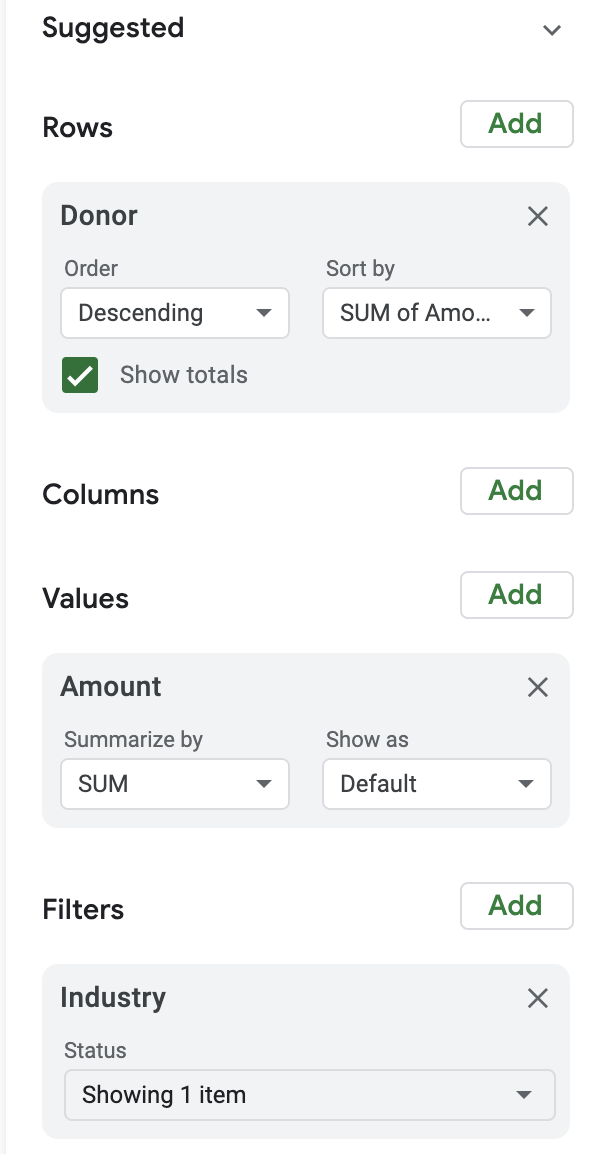 Suggested
Rows Add
Donor
Order Sort by
Descending SUM of Amo...
Show totals
Columns Add
Values Add
Amount
Summarize by Show as
SUM Default
Filters Add
Industry
Status
Showing 1 item